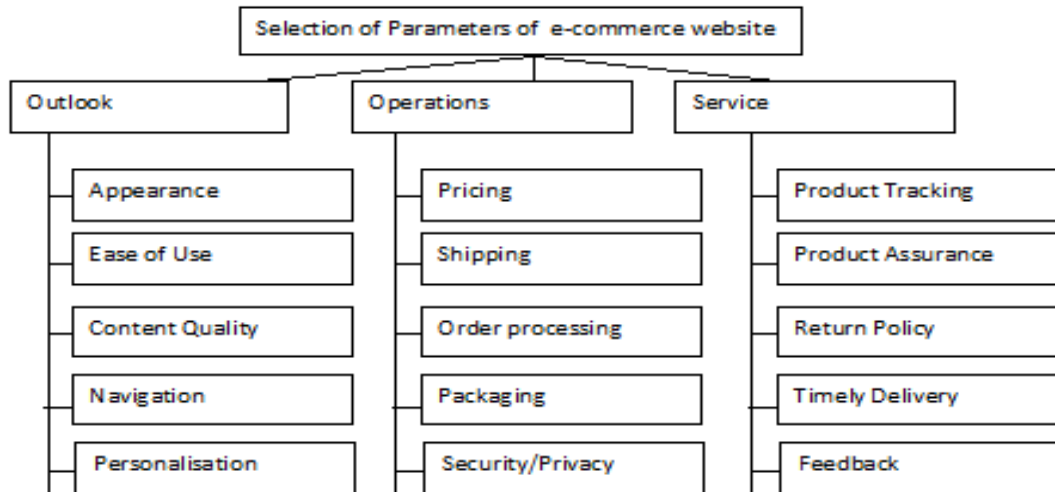 Selection of Parameters of e-commerce website
Outlook
Operations
Service
Appearance
Pricing
Product Tracking
Ease of Use
Shipping
Product Assurance
Content Quality
Order processing
Return Policy
Navigation
Packaging
Timely Delivery
Personalisation
Security/Privacy
Feedback